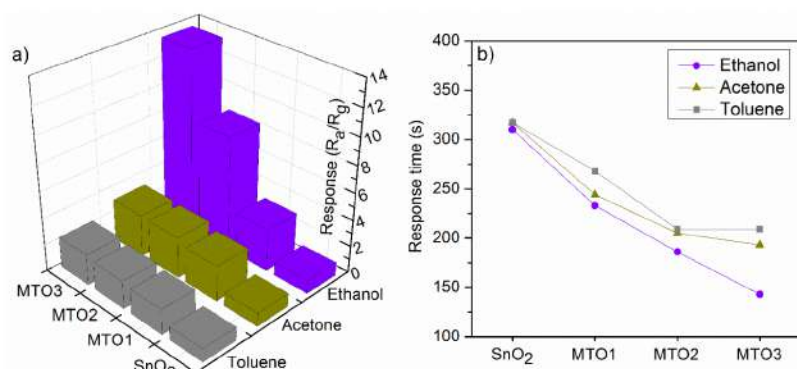 a)
14
12
10
8
6
4
2
0
Response (Ra/Rg)
MTO3
MTO2
MTO1
SnO2
Toluene
Acetone
Ethanol
b)
Ethanol
Acetone
Toluene
Response time (s)
400
350
300
250
200
150
100
SnO2
MTO1
MTO2
MTO3